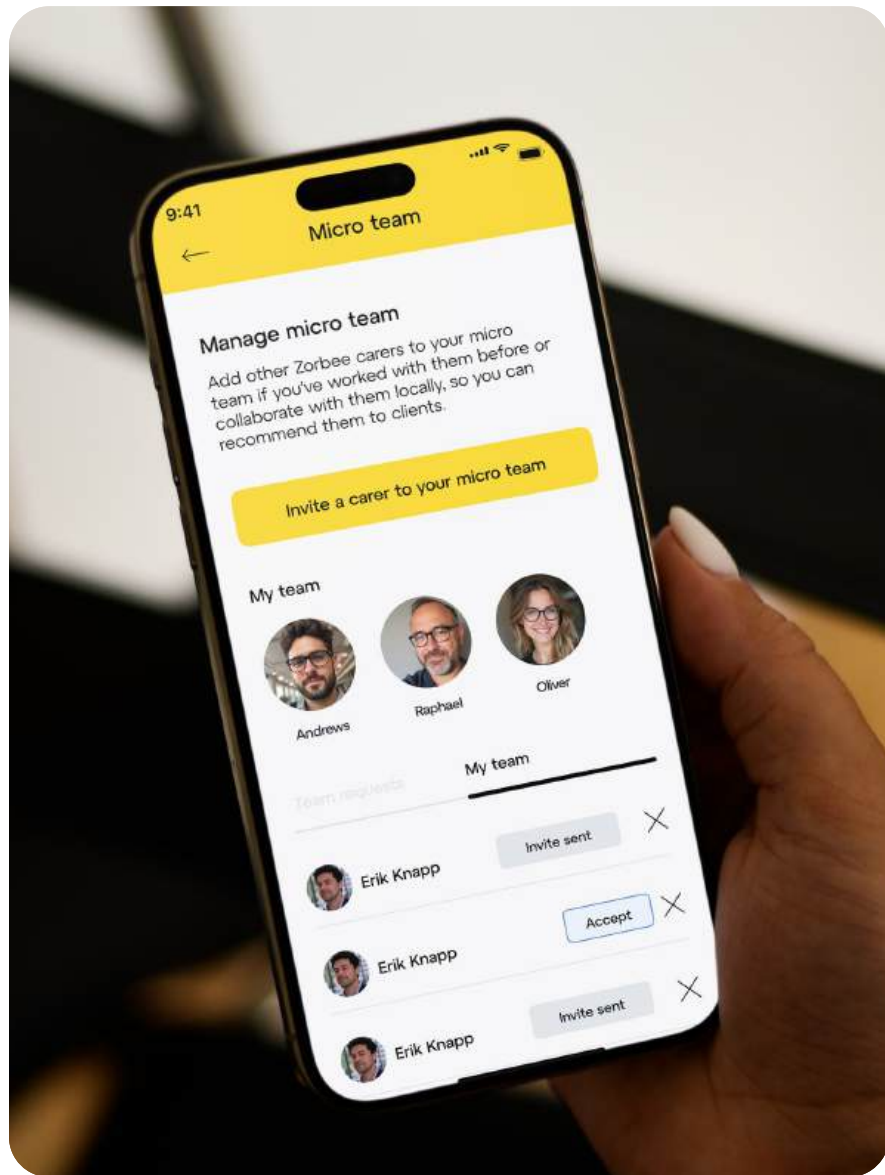 9:41
Micro team
Manage micro team
Add other Zorbee carers to your micro
team if you've worked with them before or
collaborate with them locally, so you can
recommend them to clients.
Invite a carer to your micro team
My team
Andrews
Raphael
Oliver
Team requests
My team
Erik Knapp
Invite sent
Erik Knapp
Accept
Erik Knapp
Invite sent